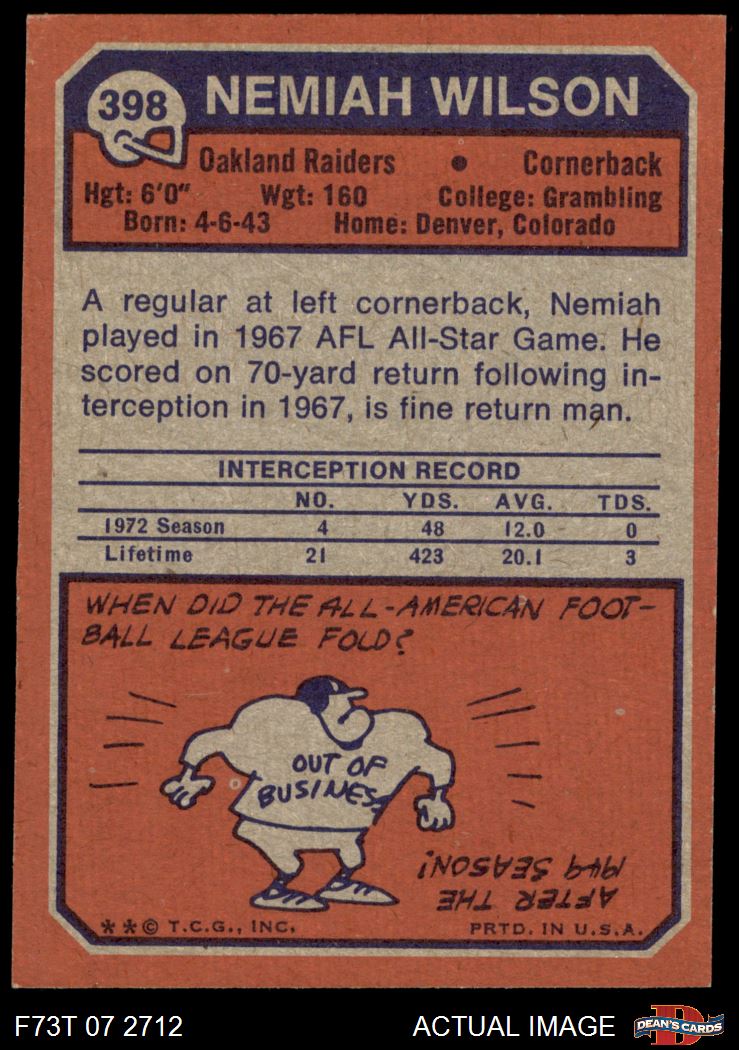 398 NEMIAH WILSON
Oakland Raiders • Cornerback
Hgt: 6'0" Wgt: 160 College: Grambling
Born: 4-6-43 Home: Denver, Colorado
A regular at left cornerback, Nemiah
played in 1967 AFL All-Star Game. He
scored on 70-yard return following in-
terception in 1967, is fine return man.
INTERCEPTION RECORD
NO. YDS. AVG. TDS.
1972 Season 4 48 12.0 0
Lifetime 21 423 20.1 3
WHEN DID THE ALL-AMERICAN FOOT-
BALL LEAGUE FOLD?
OUT OF
BUSINESS
AFTER THE
1949 SEASON!
**© T.C.G., INC. PRTD. IN U.S.A.
F73T 07 2712 ACTUAL IMAGE D DEAN'S CARDS